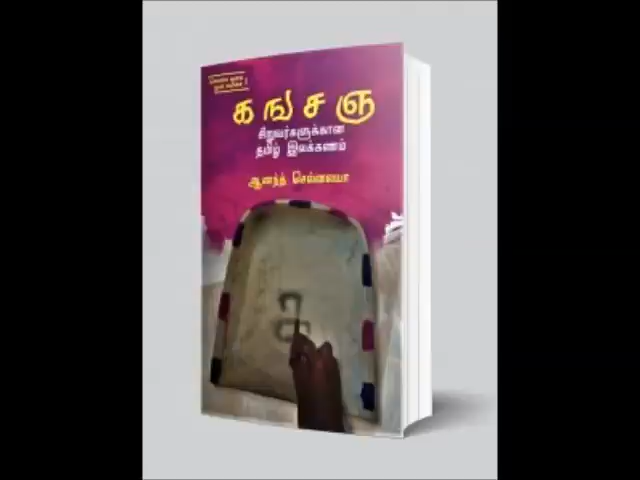 க ங ச ஞ
சிறுவர்களுக்கான
தமிழ் இலக்கணம்
ஆனந்த் செல்லையா